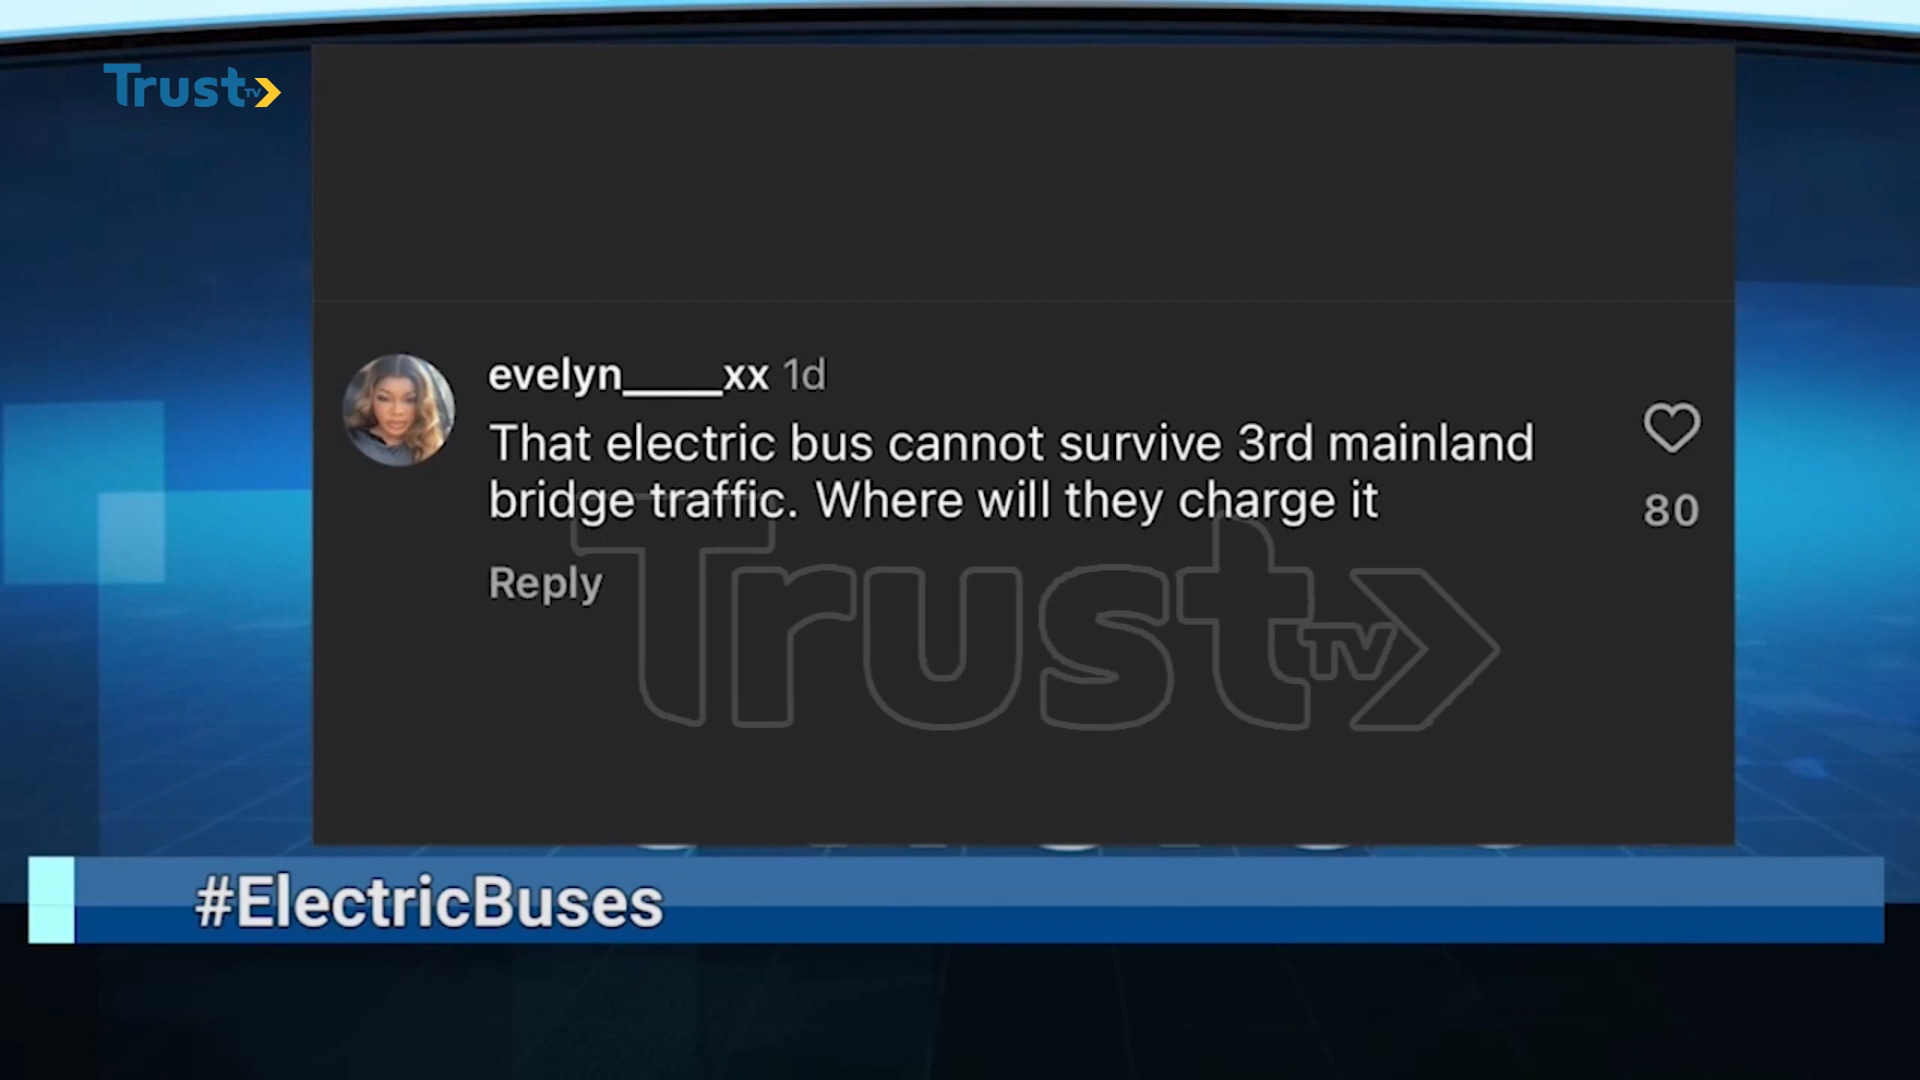 Trust TV
evelyn_____xx 1d
That electric bus cannot survive 3rd mainland
bridge traffic. Where will they charge it
80
Reply
Trust TV
#ElectricBuses